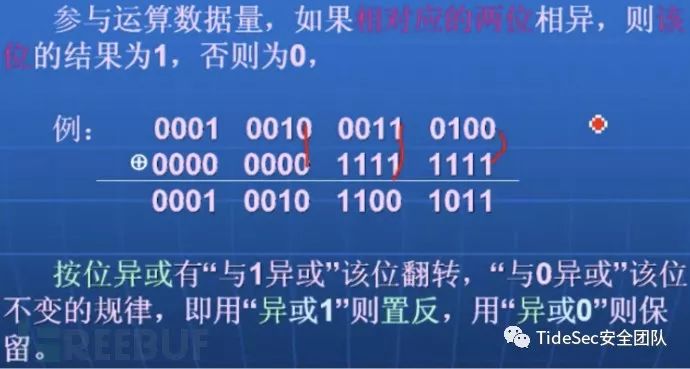 参与运算数据量，如果相对应的两位相异，则该
位的结果为1，否则为0，
例： 0001 0010 0011 0100
⊕0000 0000 1111 1111
0001 0010 1100 1011
按位异或有“与1异或”该位翻转，“与0异或”该位
不变的规律，即用“异或1”则置反，用“异或0”则保
留。
REEBUF
TideSec安全团队